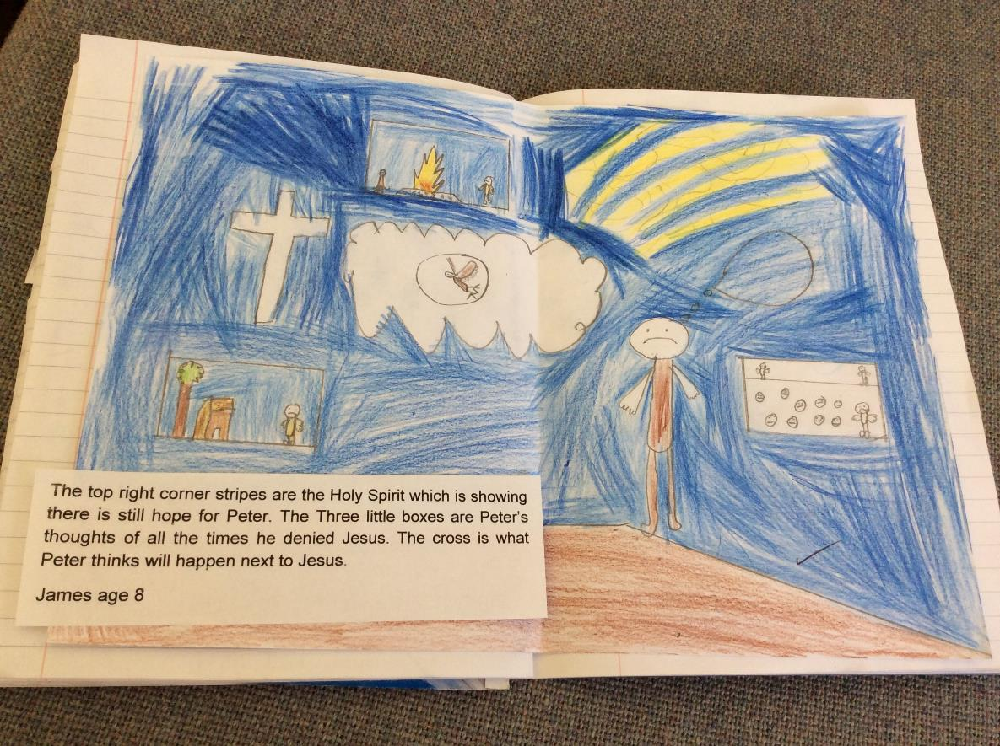 The top right corner stripes are the Holy Spirit which is showing
there is still hope for Peter. The Three little boxes are Peter's
thoughts of all the times he denied Jesus. The cross is what
Peter thinks will happen next to Jesus.
James age 8